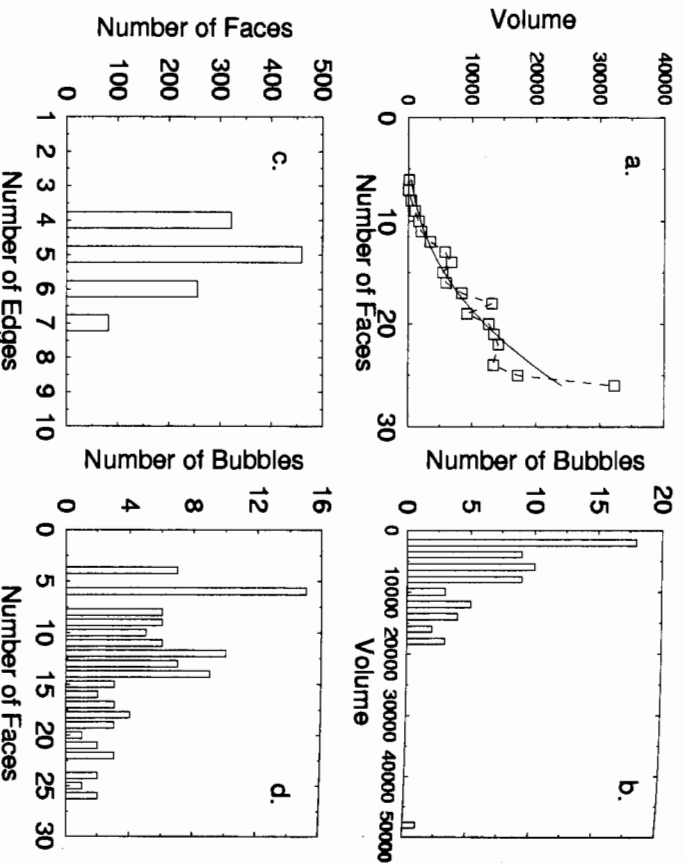 a.
Volume
40000
30000
20000
10000
0
0 10 20 30
Number of Faces
b.
Number of Bubbles
20
15
10
5
0
0 10000 20000 30000 40000 50000
Volume
c.
Number of Faces
500
400
300
200
100
0
1 2 3 4 5 6 7 8 9 10
Number of Edges
d.
Number of Bubbles
16
12
8
4
0
0 5 10 15 20 25 30
Number of Faces